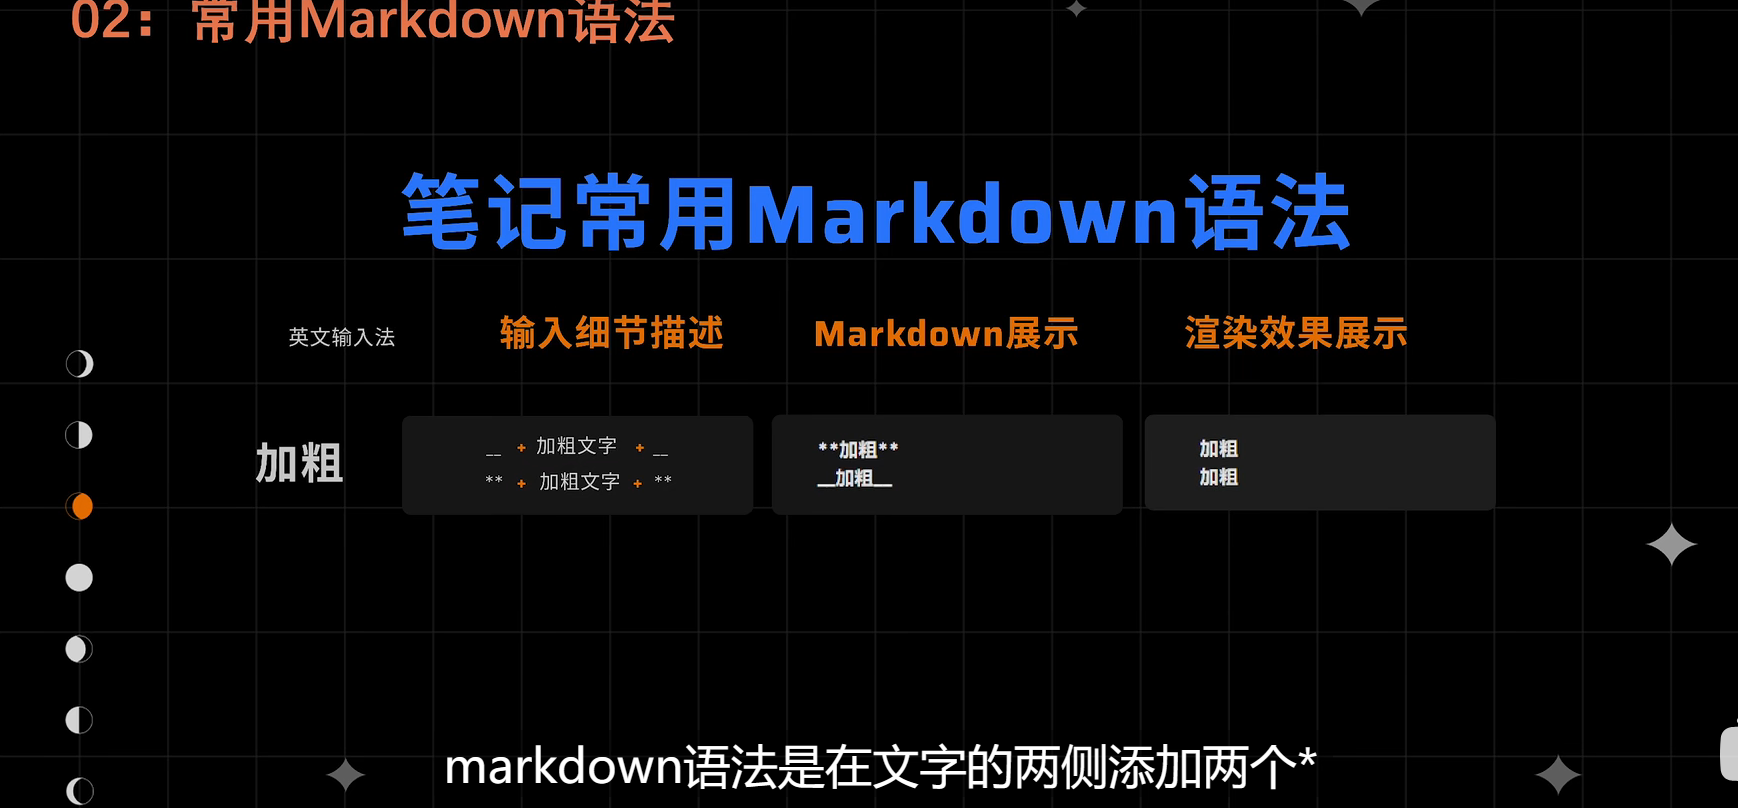 02：常用Markdown语法
笔记常用Markdown语法
英文输入法 输入细节描述 Markdown展示 渲染效果展示
加粗
__ + 加粗文字 + __
** + 加粗文字 + **
**加粗**
__加粗__
加粗
加粗
markdown语法是在文字的两侧添加两个*